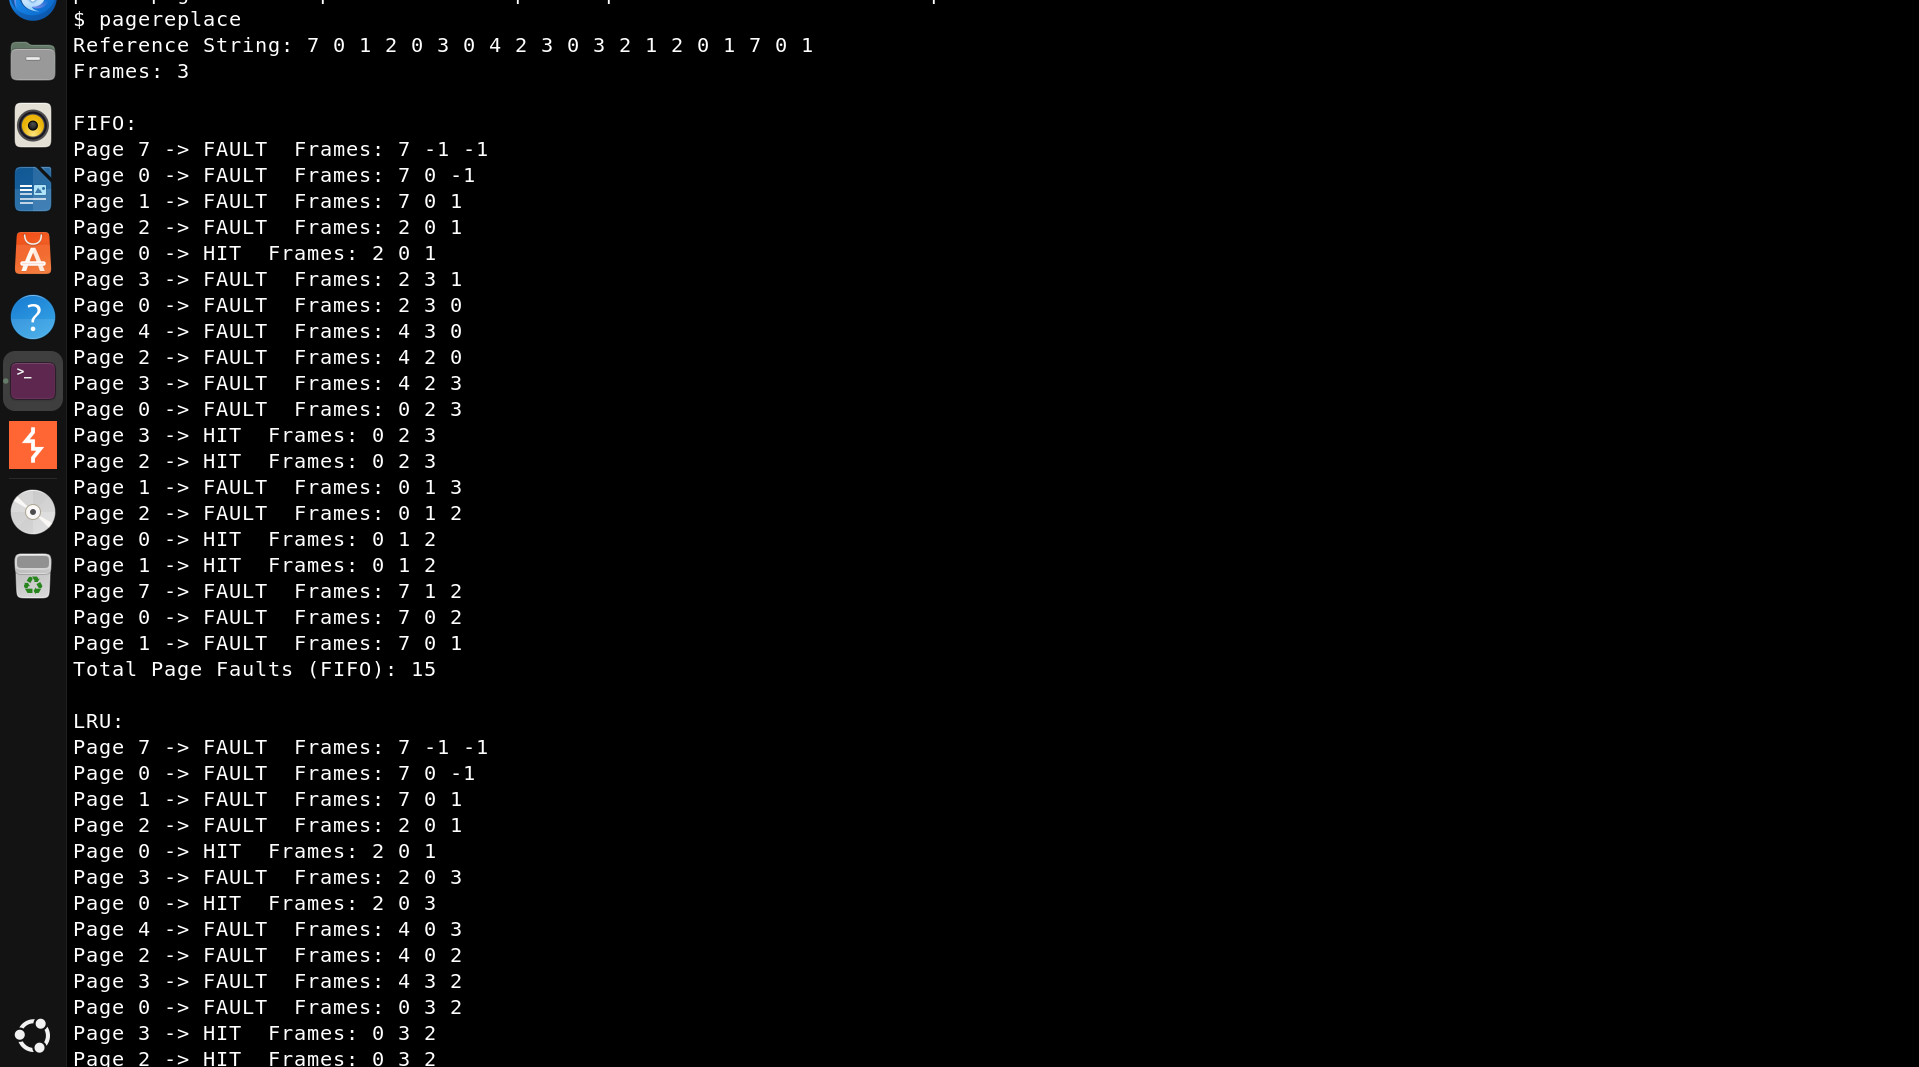 $ pagereplace
Reference String: 7 0 1 2 0 3 0 4 2 3 0 3 2 1 2 0 1 7 0 1
Frames: 3
FIFO:
Page 7 -> FAULT  Frames: 7 -1 -1
Page 0 -> FAULT  Frames: 7 0 -1
Page 1 -> FAULT  Frames: 7 0 1
Page 2 -> FAULT  Frames: 2 0 1
Page 0 -> HIT  Frames: 2 0 1
Page 3 -> FAULT  Frames: 2 3 1
Page 0 -> FAULT  Frames: 2 3 0
Page 4 -> FAULT  Frames: 4 3 0
Page 2 -> FAULT  Frames: 4 2 0
Page 3 -> FAULT  Frames: 4 2 3
Page 0 -> FAULT  Frames: 0 2 3
Page 3 -> HIT  Frames: 0 2 3
Page 2 -> HIT  Frames: 0 2 3
Page 1 -> FAULT  Frames: 0 1 3
Page 2 -> FAULT  Frames: 0 1 2
Page 0 -> HIT  Frames: 0 1 2
Page 1 -> HIT  Frames: 0 1 2
Page 7 -> FAULT  Frames: 7 1 2
Page 0 -> FAULT  Frames: 7 0 2
Page 1 -> FAULT  Frames: 7 0 1
Total Page Faults (FIFO): 15
LRU:
Page 7 -> FAULT  Frames: 7 -1 -1
Page 0 -> FAULT  Frames: 7 0 -1
Page 1 -> FAULT  Frames: 7 0 1
Page 2 -> FAULT  Frames: 2 0 1
Page 0 -> HIT  Frames: 2 0 1
Page 3 -> FAULT  Frames: 2 0 3
Page 0 -> HIT  Frames: 2 0 3
Page 4 -> FAULT  Frames: 4 0 3
Page 2 -> FAULT  Frames: 4 0 2
Page 3 -> FAULT  Frames: 4 3 2
Page 0 -> FAULT  Frames: 0 3 2
Page 3 -> HIT  Frames: 0 3 2
Page 2 -> HIT  Frames: 0 3 2